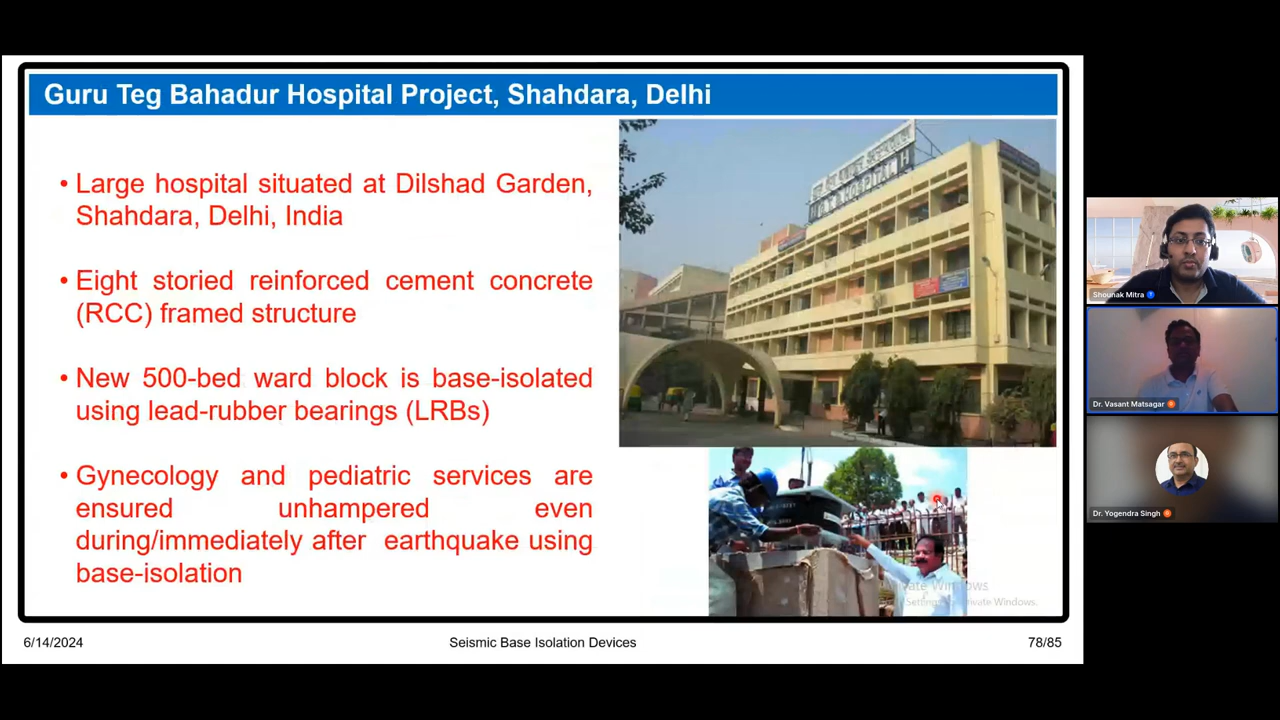 Guru Teg Bahadur Hospital Project, Shahdara, Delhi
• Large hospital situated at Dilshad Garden,
Shahdara, Delhi, India
• Eight storied reinforced cement concrete
(RCC) framed structure
• New 500-bed ward block is base-isolated
using lead-rubber bearings (LRBs)
• Gynecology and pediatric services are
ensured unhampered even
during/immediately after earthquake using
base-isolation
HOSPITAL
6/14/2024
Seismic Base Isolation Devices
78/85
Shounak Mitra
Dr. Vasant Matsagar
Dr. Yogendra Singh